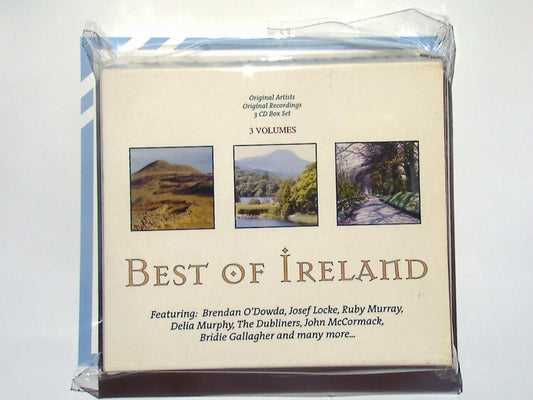 Original Artists
Original Recordings
3 CD Box Set
3 VOLUMES
BEST OF IRELAND
Featuring: Brendan O'Dowda, Josef Locke, Ruby Murray,
Delia Murphy, The Dubliners, John McCormack,
Bridie Gallagher and many more...